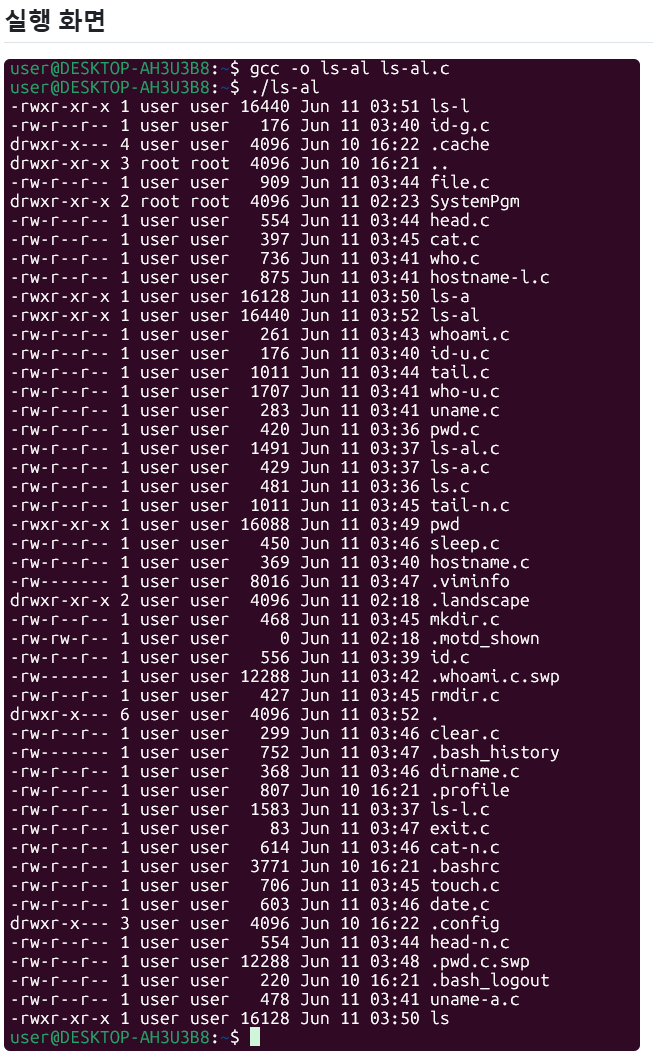 실행 화면
user@DESKTOP-AH3U3B8:~$ gcc -o ls-al ls-al.c
user@DESKTOP-AH3U3B8:~$ ./ls-al
-rwxr-xr-x 1 user user 16440 Jun 11 03:51 ls-l
-rw-r--r-- 1 user user   176 Jun 11 03:40 id-g.c
drwxr-x--- 4 user user  4096 Jun 10 16:22 .cache
drwxr-xr-x 3 root root  4096 Jun 10 16:21 ..
-rw-r--r-- 1 user user   909 Jun 11 03:44 file.c
drwxr-xr-x 2 root root  4096 Jun 11 02:23 SystemPgm
-rw-r--r-- 1 user user   554 Jun 11 03:44 head.c
-rw-r--r-- 1 user user   397 Jun 11 03:45 cat.c
-rw-r--r-- 1 user user   736 Jun 11 03:41 who.c
-rw-r--r-- 1 user user   875 Jun 11 03:41 hostname-l.c
-rwxr-xr-x 1 user user 16128 Jun 11 03:50 ls-a
-rwxr-xr-x 1 user user 16440 Jun 11 03:52 ls-al
-rw-r--r-- 1 user user   261 Jun 11 03:43 whoami.c
-rw-r--r-- 1 user user   176 Jun 11 03:40 id-u.c
-rw-r--r-- 1 user user  1011 Jun 11 03:44 tail.c
-rw-r--r-- 1 user user  1707 Jun 11 03:41 who-u.c
-rw-r--r-- 1 user user   283 Jun 11 03:41 uname.c
-rw-r--r-- 1 user user   420 Jun 11 03:36 pwd.c
-rw-r--r-- 1 user user  1491 Jun 11 03:37 ls-al.c
-rw-r--r-- 1 user user   429 Jun 11 03:37 ls-a.c
-rw-r--r-- 1 user user   481 Jun 11 03:36 ls.c
-rw-r--r-- 1 user user  1011 Jun 11 03:45 tail-n.c
-rwxr-xr-x 1 user user 16088 Jun 11 03:49 pwd
-rw-r--r-- 1 user user   450 Jun 11 03:46 sleep.c
-rw-r--r-- 1 user user   369 Jun 11 03:40 hostname.c
-rw------- 1 user user  8016 Jun 11 03:47 .viminfo
drwxr-xr-x 2 user user  4096 Jun 11 02:18 .landscape
-rw-r--r-- 1 user user   468 Jun 11 03:45 mkdir.c
-rw-rw-r-- 1 user user     0 Jun 11 02:18 .motd_shown
-rw-r--r-- 1 user user   556 Jun 11 03:39 id.c
-rw------- 1 user user 12288 Jun 11 03:42 .whoami.c.swp
-rw-r--r-- 1 user user   427 Jun 11 03:45 rmdir.c
drwxr-x--- 6 user user  4096 Jun 11 03:52 .
-rw-r--r-- 1 user user   299 Jun 11 03:46 clear.c
-rw------- 1 user user   752 Jun 11 03:47 .bash_history
-rw-r--r-- 1 user user   368 Jun 11 03:46 dirname.c
-rw-r--r-- 1 user user   807 Jun 10 16:21 .profile
-rw-r--r-- 1 user user  1583 Jun 11 03:37 ls-l.c
-rw-r--r-- 1 user user    83 Jun 11 03:47 exit.c
-rw-r--r-- 1 user user   614 Jun 11 03:46 cat-n.c
-rw-r--r-- 1 user user  3771 Jun 10 16:21 .bashrc
-rw-r--r-- 1 user user   706 Jun 11 03:45 touch.c
-rw-r--r-- 1 user user   603 Jun 11 03:46 date.c
drwxr-x--- 3 user user  4096 Jun 10 16:22 .config
-rw-r--r-- 1 user user   554 Jun 11 03:44 head-n.c
-rw-r--r-- 1 user user 12288 Jun 11 03:48 .pwd.c.swp
-rw-r--r-- 1 user user   220 Jun 10 16:21 .bash_logout
-rw-r--r-- 1 user user   478 Jun 11 03:41 uname-a.c
-rwxr-xr-x 1 user user 16128 Jun 11 03:50 ls
user@DESKTOP-AH3U3B8:~$